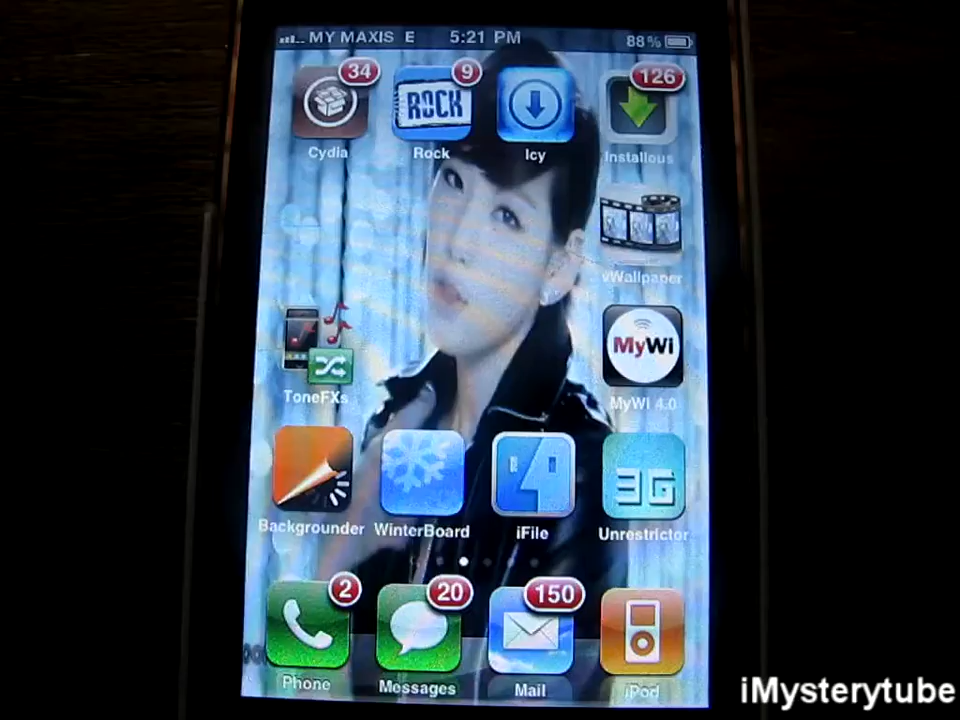 MY MAXIS E 5:21 PM 88%
34 9 126
ROCK
Cydia Rock Icy Installous
vWallpaper
MyWi
ToneFXs MyWi 4.0
3G
Backgrounder WinterBoard iFile Unrestrictor
2 20 150
Phone Messages Mail iPod
iMysterytube